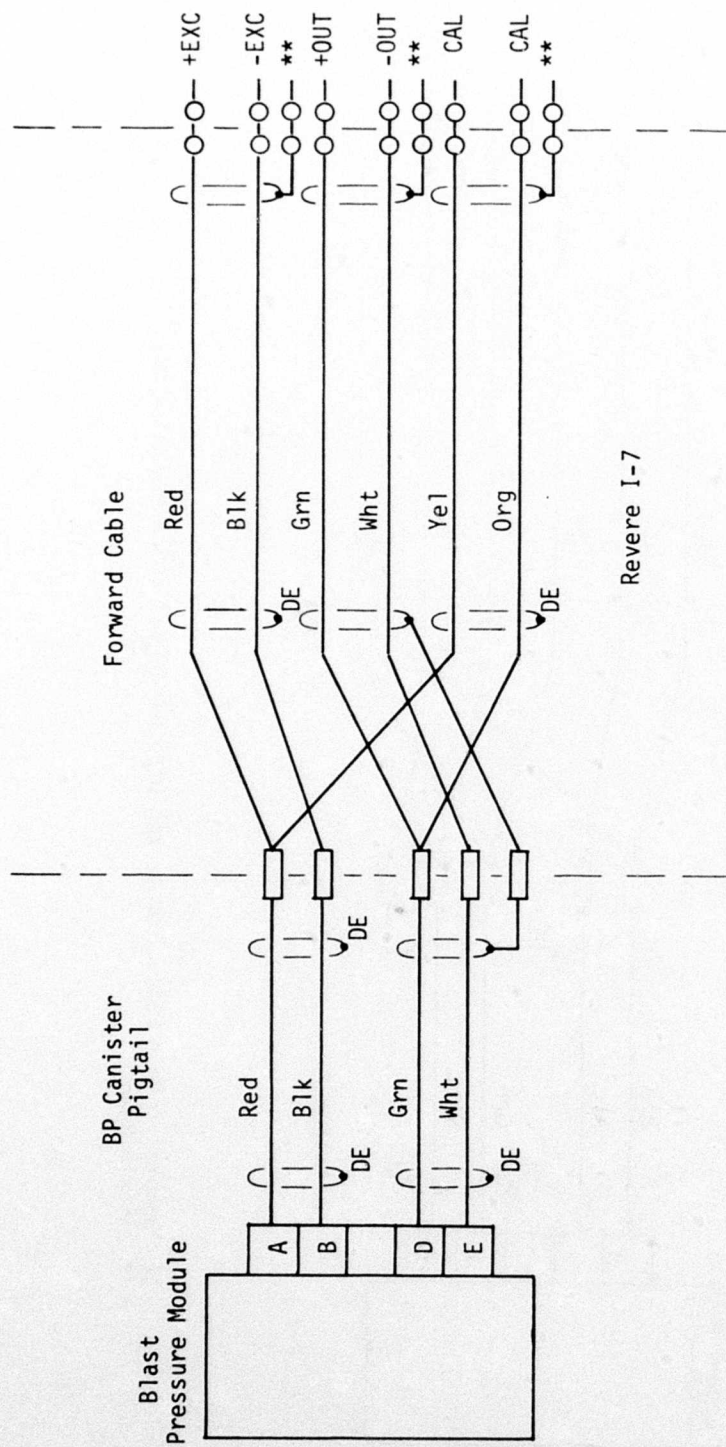 Blast
Pressure Module
A
B
D
E
BP Canister
Pigtail
Red
Blk
Grn
Wht
DE
DE
DE
Forward Cable
Red
Blk
Grn
Wht
Yel
Org
DE
DE
Revere I-7
+EXC
-EXC
**
+OUT
-OUT
**
CAL
CAL
**